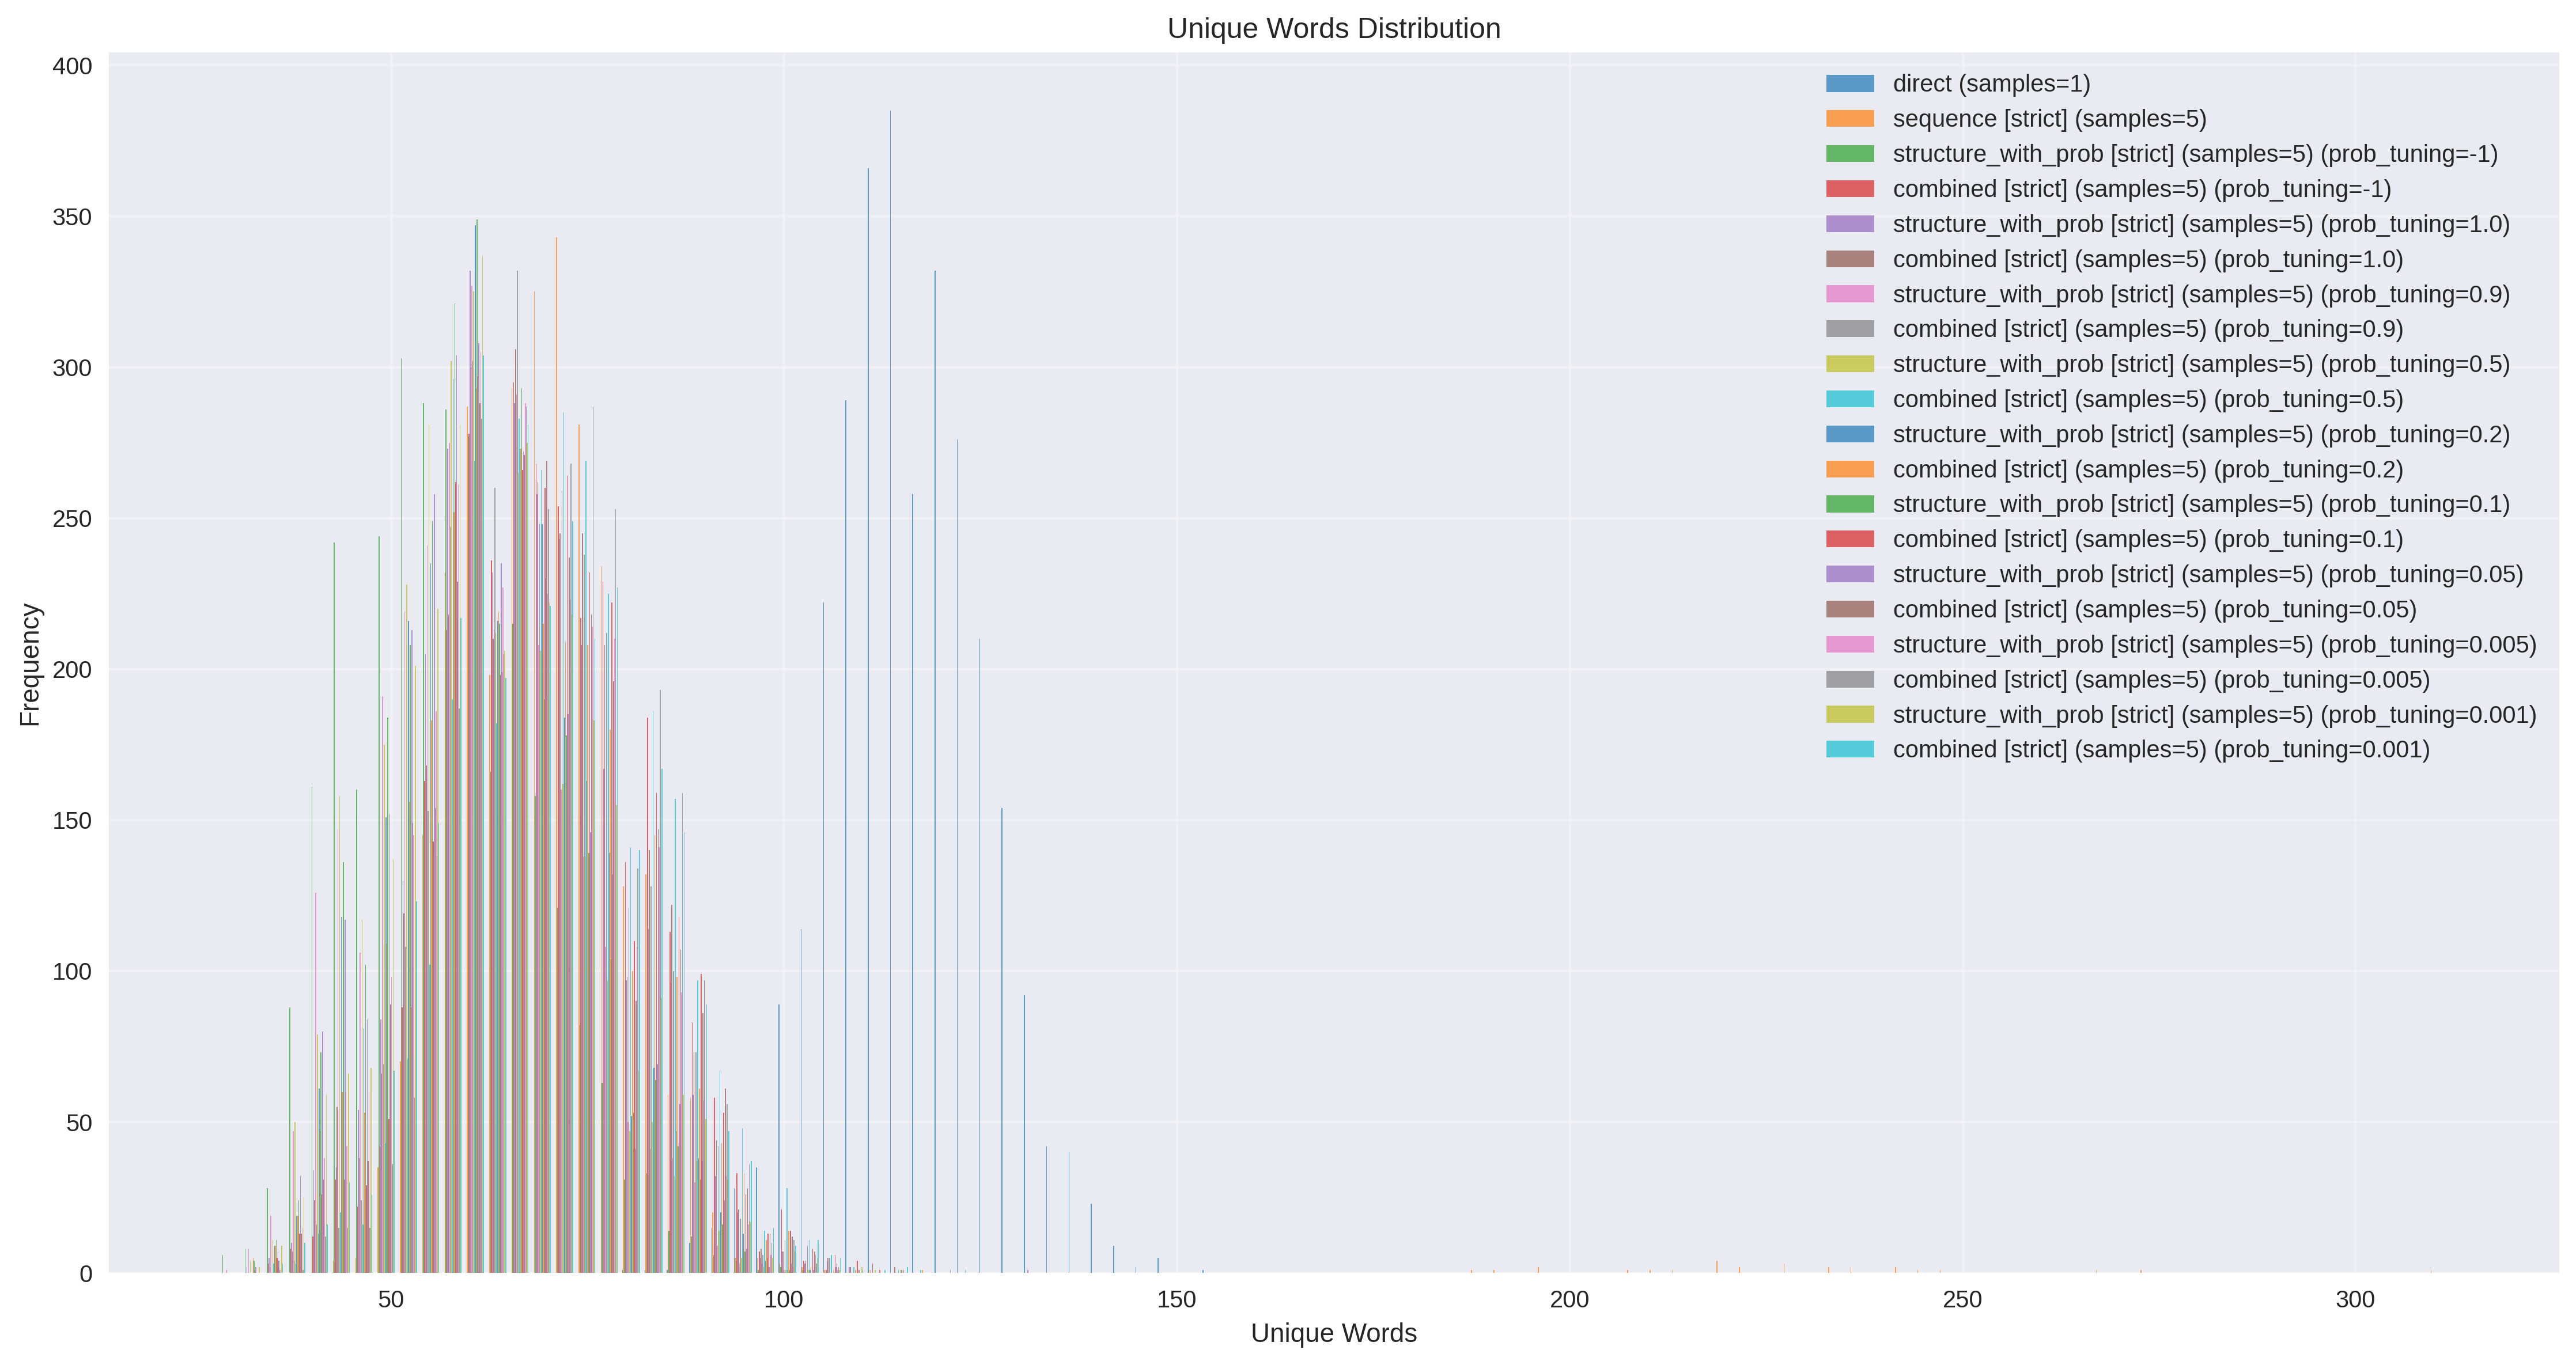 Unique Words Distribution
400
350
300
250
200
150
100
50
0
Frequency
50
100
150
200
250
300
Unique Words
direct (samples=1)
sequence [strict] (samples=5)
structure_with_prob [strict] (samples=5) (prob_tuning=-1)
combined [strict] (samples=5) (prob_tuning=-1)
structure_with_prob [strict] (samples=5) (prob_tuning=1.0)
combined [strict] (samples=5) (prob_tuning=1.0)
structure_with_prob [strict] (samples=5) (prob_tuning=0.9)
combined [strict] (samples=5) (prob_tuning=0.9)
structure_with_prob [strict] (samples=5) (prob_tuning=0.5)
combined [strict] (samples=5) (prob_tuning=0.5)
structure_with_prob [strict] (samples=5) (prob_tuning=0.2)
combined [strict] (samples=5) (prob_tuning=0.2)
structure_with_prob [strict] (samples=5) (prob_tuning=0.1)
combined [strict] (samples=5) (prob_tuning=0.1)
structure_with_prob [strict] (samples=5) (prob_tuning=0.05)
combined [strict] (samples=5) (prob_tuning=0.05)
structure_with_prob [strict] (samples=5) (prob_tuning=0.005)
combined [strict] (samples=5) (prob_tuning=0.005)
structure_with_prob [strict] (samples=5) (prob_tuning=0.001)
combined [strict] (samples=5) (prob_tuning=0.001)